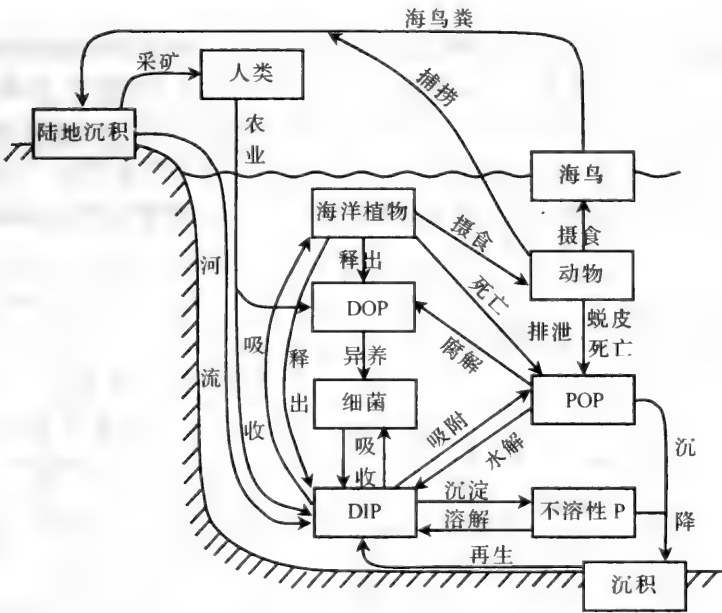 海鸟粪
采矿
人类
捕捞
陆地沉积
农业
海鸟
海洋植物
摄食
摄食
释出
动物
死亡
河流
DOP
排泄
蜕皮
死亡
吸收
释出
异养
腐解
细菌
POP
吸附
水解
吸收
沉降
沉淀
DIP
不溶性 P
溶解
再生
沉积